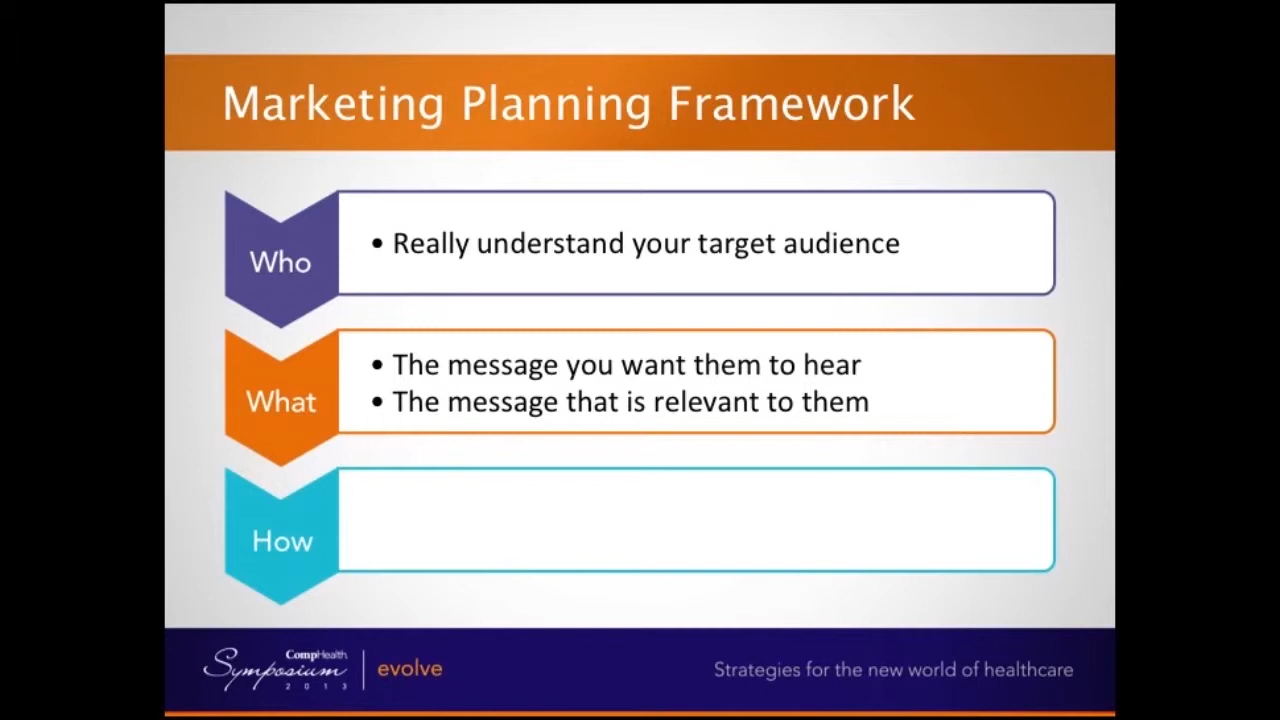 Marketing Planning Framework
Who
• Really understand your target audience
What
• The message you want them to hear
• The message that is relevant to them
How
CompHealth
Symposium
2013
evolve
Strategies for the new world of healthcare